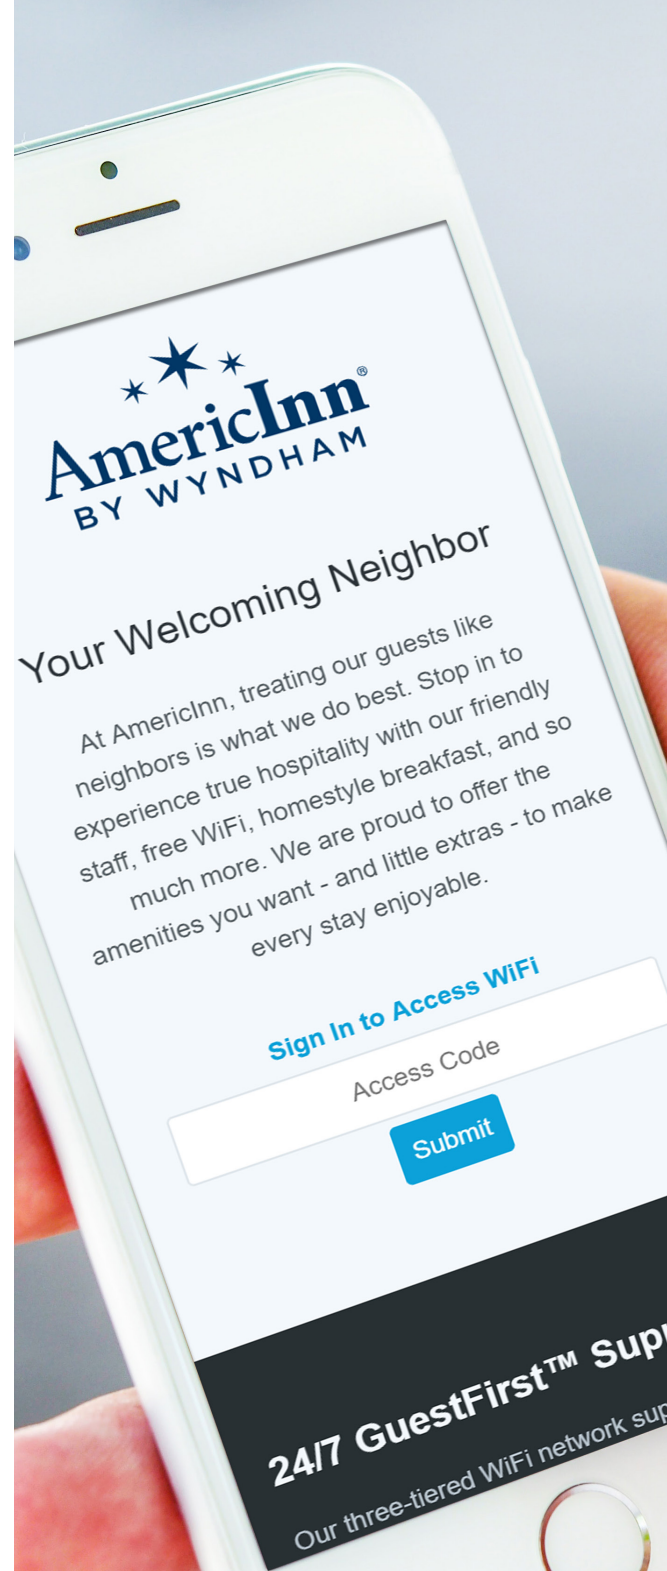 AmericInn®
BY WYNDHAM
Your Welcoming Neighbor
At AmericInn, treating our guests like
neighbors is what we do best. Stop in to
experience true hospitality with our friendly
staff, free WiFi, homestyle breakfast, and so
much more. We are proud to offer the
amenities you want - and little extras - to make
every stay enjoyable.
Sign In to Access WiFi
Access Code
Submit
24/7 GuestFirst™
Our three-tiered WiFi network